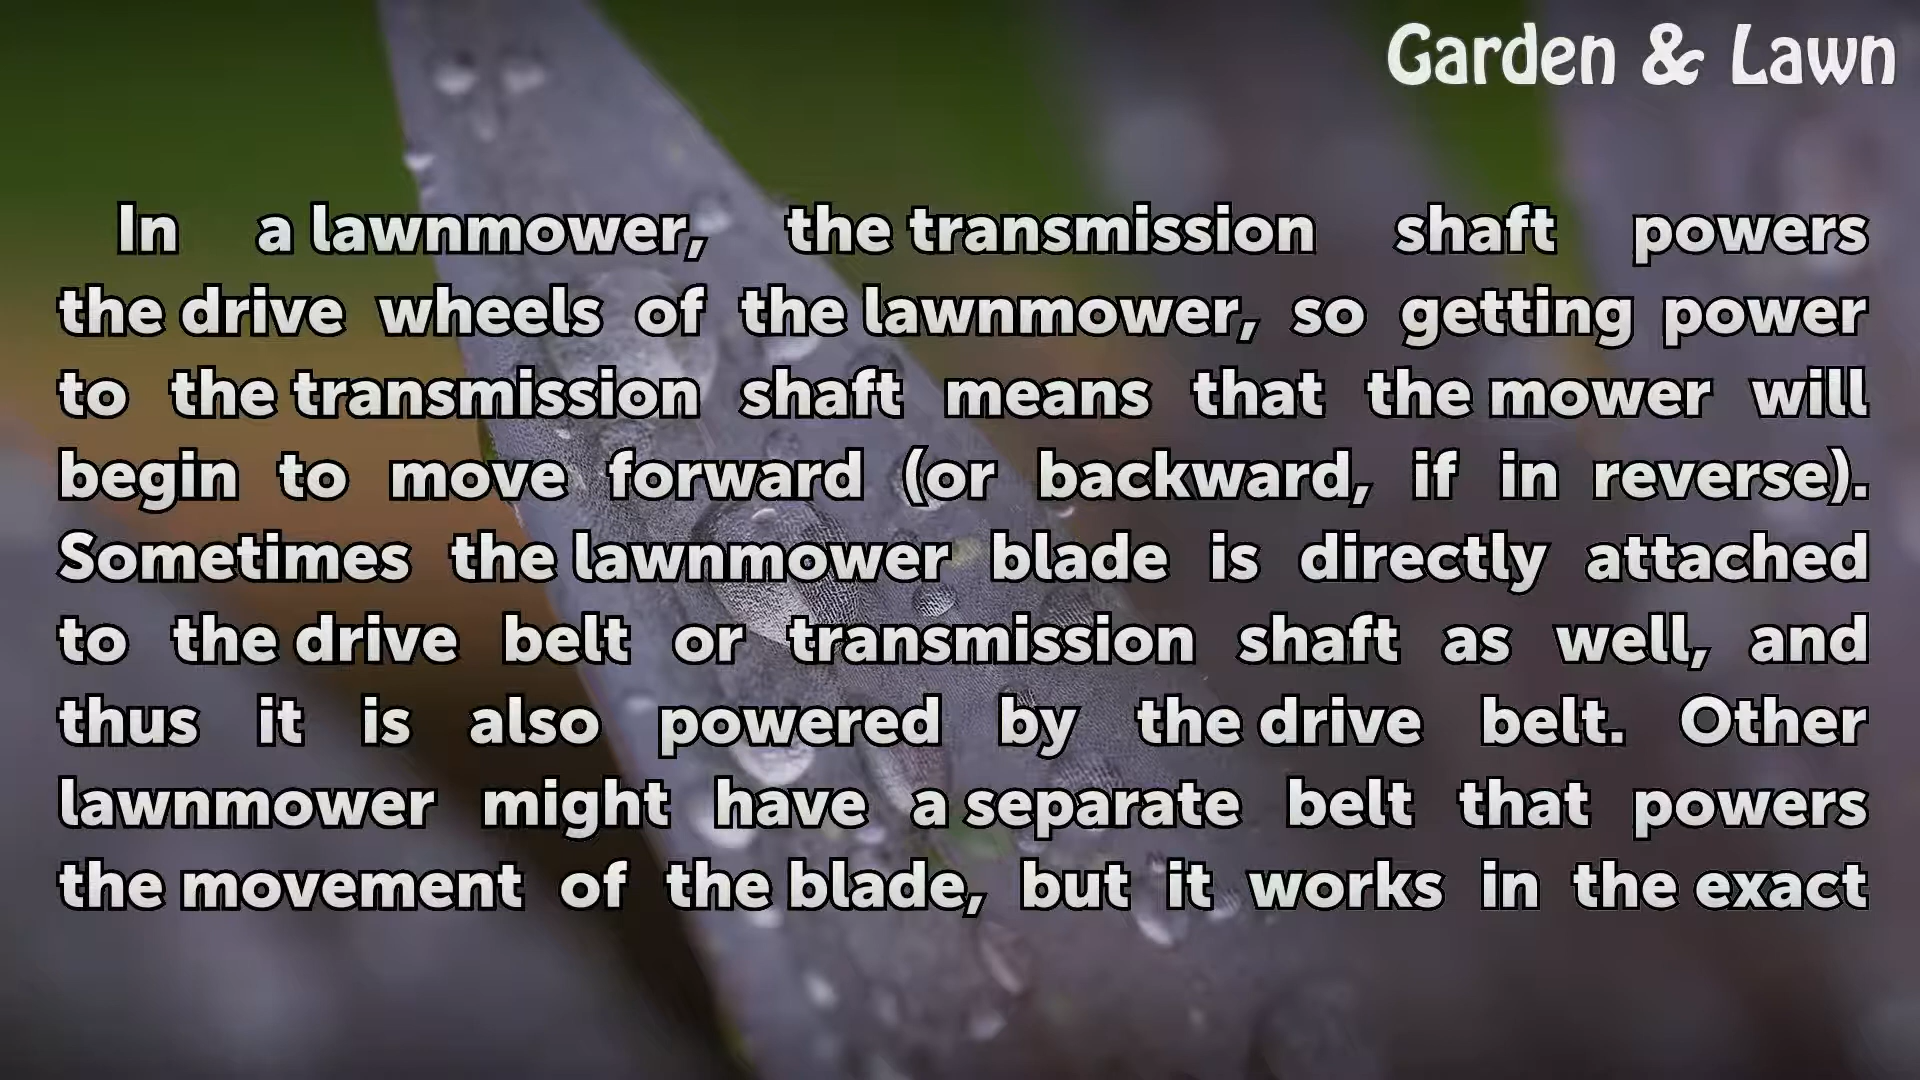 Garden & Lawn
In a lawnmower, the transmission shaft powers
the drive wheels of the lawnmower, so getting power
to the transmission shaft means that the mower will
begin to move forward (or backward, if in reverse).
Sometimes the lawnmower blade is directly attached
to the drive belt or transmission shaft as well, and
thus it is also powered by the drive belt. Other
lawnmower might have a separate belt that powers
the movement of the blade, but it works in the exact